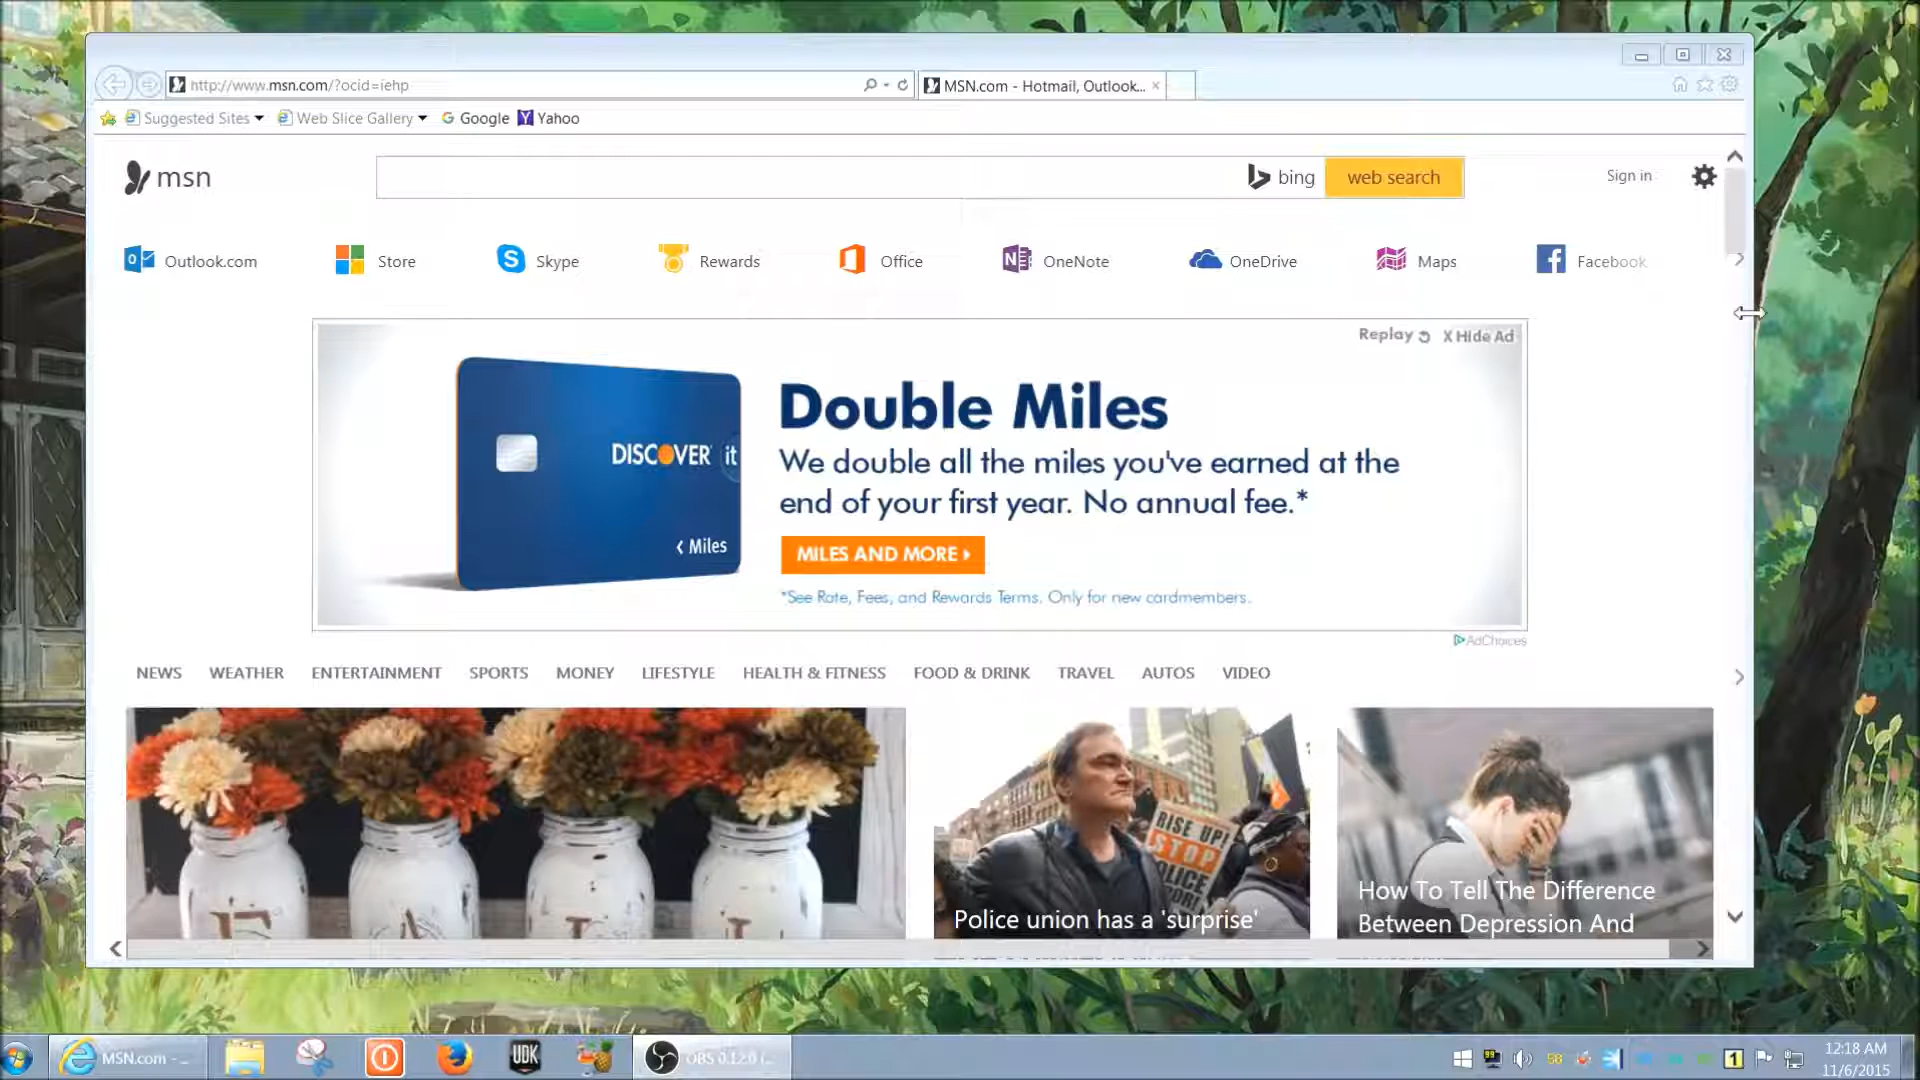 http://www.msn.com/?ocid=iehp
MSN.com - Hotmail, Outlook...
Suggested Sites
Web Slice Gallery
Google
Yahoo
msn
bing
web search
Sign in
Outlook.com
Store
Skype
Rewards
Office
OneNote
OneDrive
Maps
Facebook
Replay
X Hide Ad
DISCOVER it
Miles
Double Miles
We double all the miles you've earned at the
end of your first year. No annual fee.*
MILES AND MORE
*See Rate, Fees, and Rewards Terms. Only for new cardmembers.
AdChoices
NEWS WEATHER ENTERTAINMENT SPORTS MONEY LIFESTYLE HEALTH & FITNESS FOOD & DRINK TRAVEL AUTOS VIDEO
RISE UP!
STOP
Police union has a 'surprise'
How To Tell The Difference
Between Depression And
MSN.com - ...
UDK
OBS 0.12.0 (...
1
12:18 AM
11/6/2015